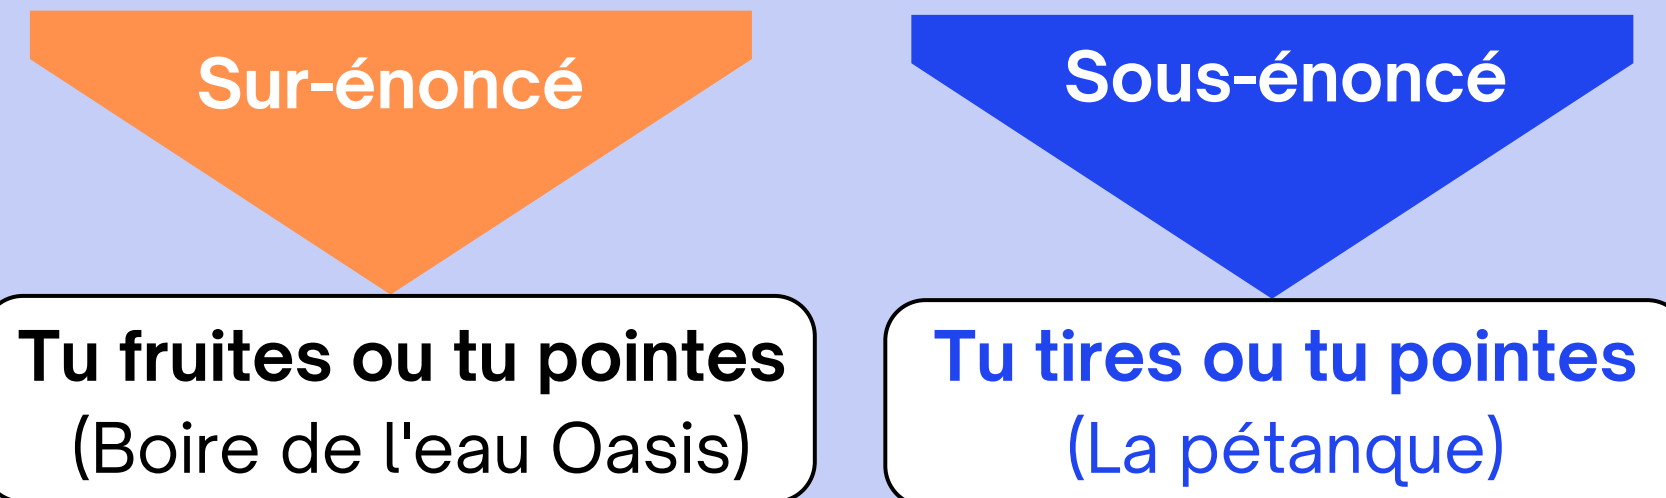 Sur-énoncé
Tu fruites ou tu pointes
(Boire de l'eau Oasis)
Sous-énoncé
Tu tires ou tu pointes
(La pétanque)